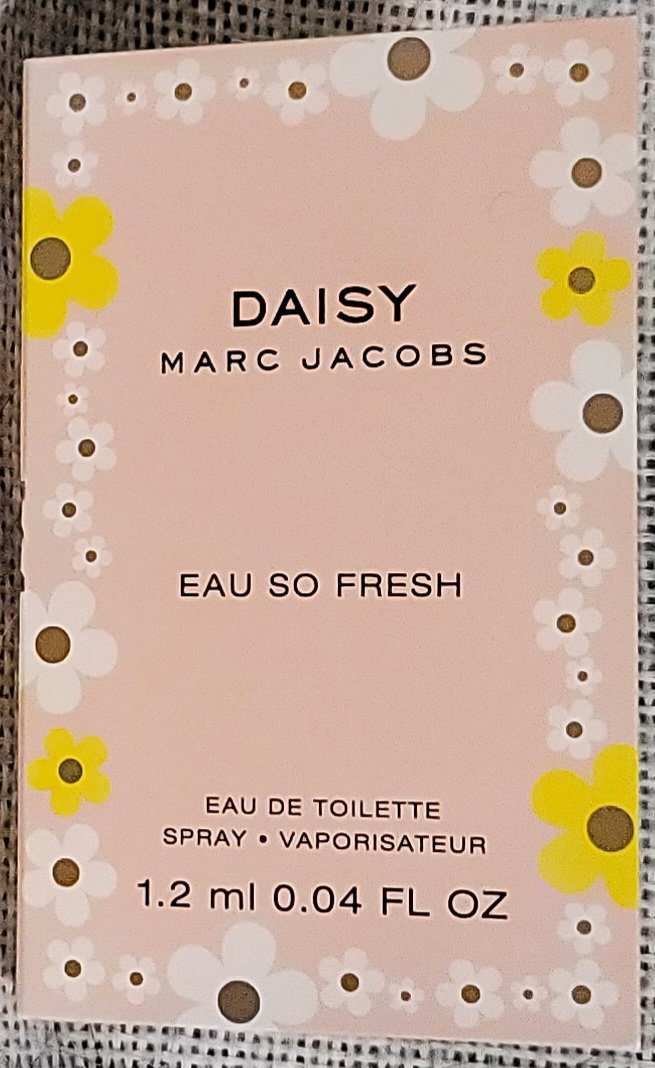 DAISY
MARC JACOBS
EAU SO FRESH
EAU DE TOILETTE
SPRAY • VAPORISATEUR
1.2 ml 0.04 FL OZ